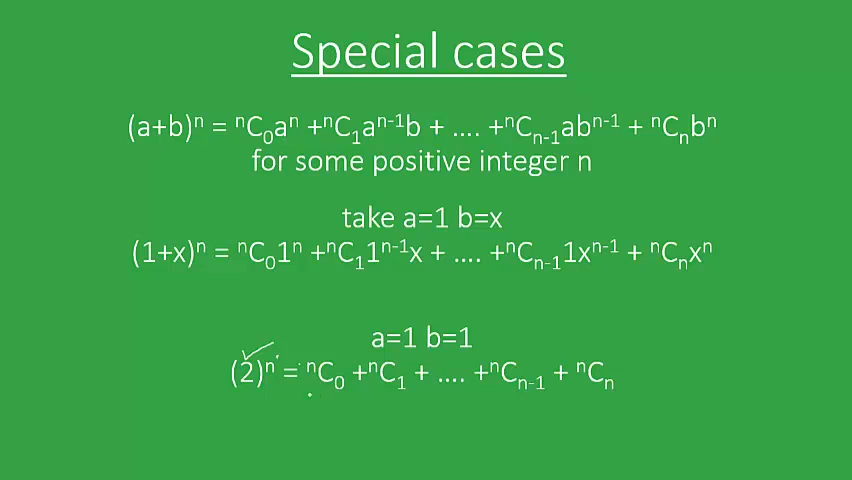 Special cases
(a+b)ⁿ = ⁿC₀aⁿ +ⁿC₁aⁿ⁻¹b + .... +ⁿCₙ₋₁abⁿ⁻¹ + ⁿCₙbⁿ
for some positive integer n
take a=1 b=x
(1+x)ⁿ = ⁿC₀1ⁿ +ⁿC₁1ⁿ⁻¹x + .... +ⁿCₙ₋₁1xⁿ⁻¹ + ⁿCₙxⁿ
a=1 b=1
(2)ⁿ = ⁿC₀ +ⁿC₁ + .... +ⁿCₙ₋₁ + ⁿCₙ